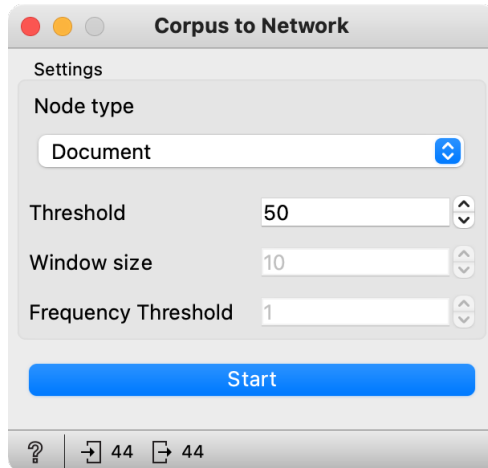 Corpus to Network
Settings
Node type
Document
Threshold 50
Window size 10
Frequency Threshold 1
Start
? 44 44